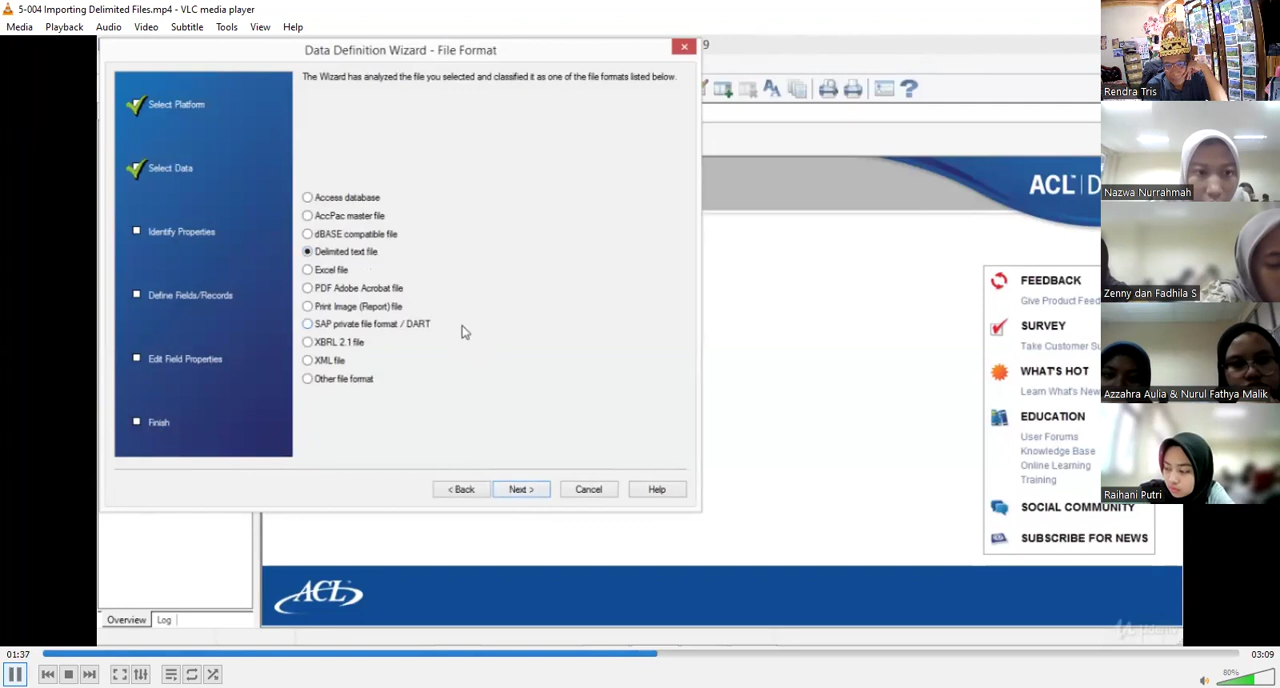 5-004 Importing Delimited Files.mp4 - VLC media player
Media Playback Audio Video Subtitle Tools View Help
Data Definition Wizard - File Format
9
The Wizard has analyzed the file you selected and classified it as one of the file formats listed below.
Select Platform
Select Data
Identify Properties
Define Fields/Records
Edit Field Properties
Finish
Access database
AccPac master file
dBASE compatible file
Delimited text file
Excel file
PDF Adobe Acrobat file
Print Image (Report) file
SAP private file format / DART
XBRL 2.1 file
XML file
Other file format
< Back
Next >
Cancel
Help
ACL D
FEEDBACK
Give Product Feed
SURVEY
Take Customer Su
WHAT'S HOT
Learn What's New
EDUCATION
User Forums
Knowledge Base
Online Learning
Training
SOCIAL COMMUNITY
SUBSCRIBE FOR NEWS
ACL
Overview Log
Rendra Tris
Nazwa Nurrahmah
Zenny dan Fadhila S
Azzahra Aulia & Nurul Fathya Malik
Raihani Putri
01:37
03:09
80%